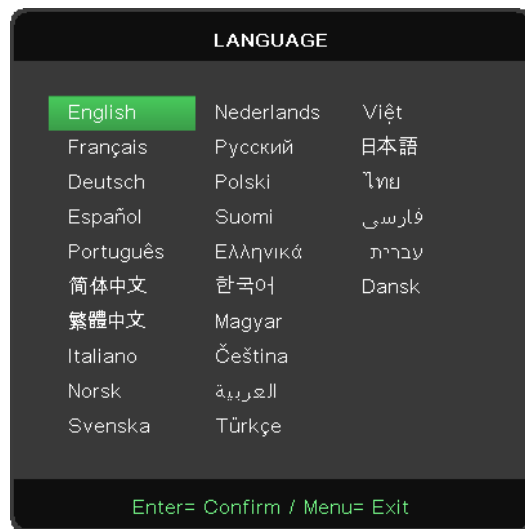 LANGUAGE
English Nederlands Việt
Français Русский 日本語
Deutsch Polski ไทย
Español Suomi فارسی
Português Ελληνικά עברית
简体中文 한국어 Dansk
繁體中文 Magyar
Italiano Čeština
Norsk العربية
Svenska Türkçe
Enter= Confirm / Menu= Exit